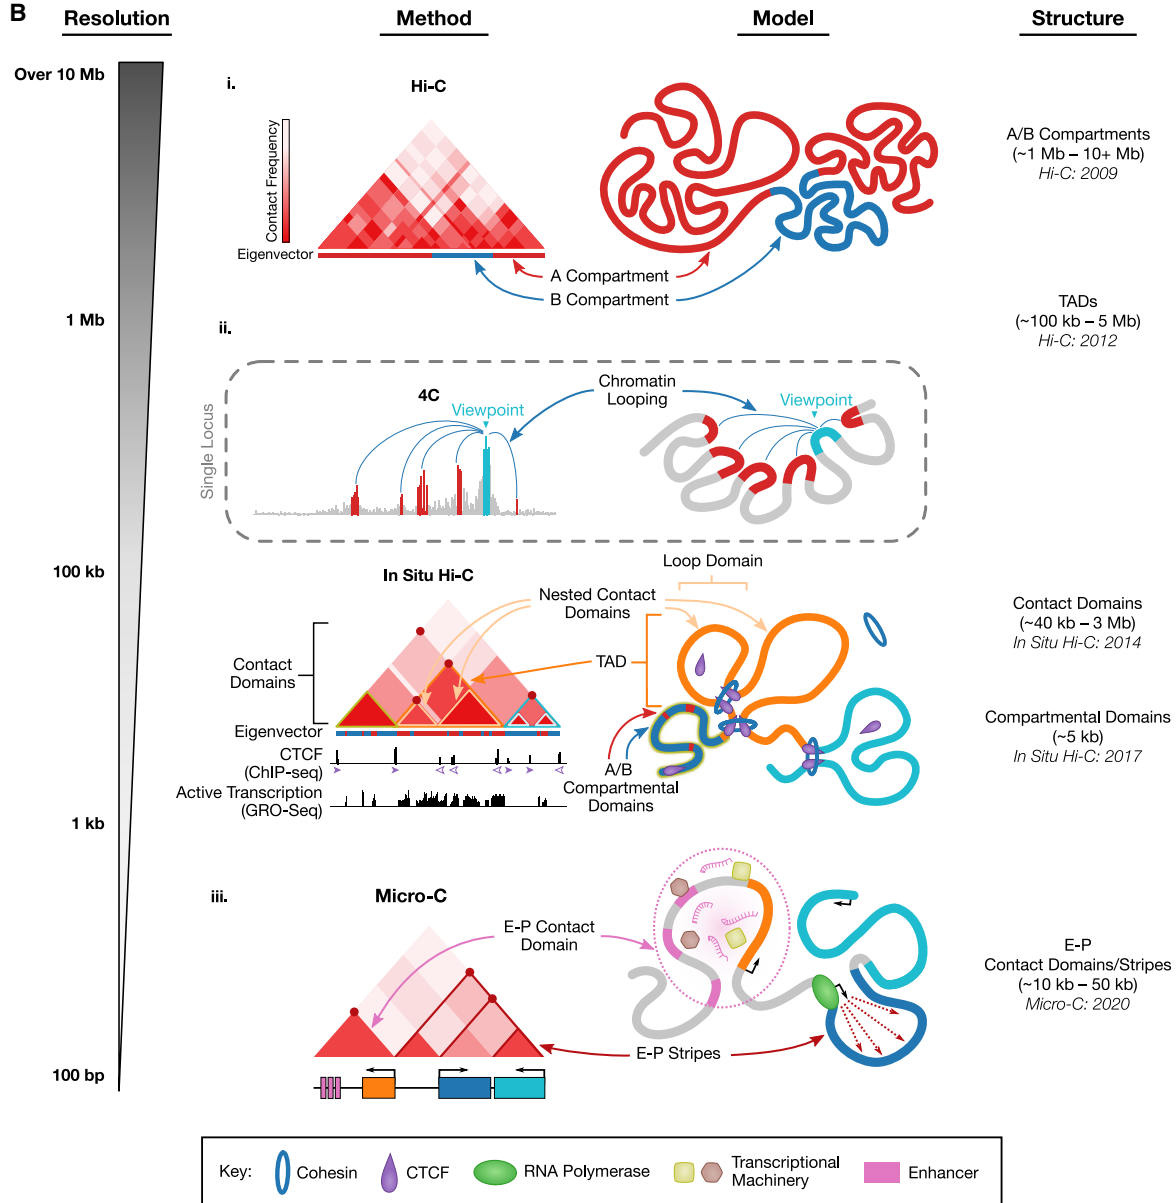 B
Resolution
Method
Model
Structure
Over 10 Mb
1 Mb
100 kb
1 kb
100 bp
i.
Hi-C
Contact Frequency
Eigenvector
A Compartment
B Compartment
A/B Compartments
(~1 Mb – 10+ Mb)
Hi-C: 2009
TADs
(~100 kb – 5 Mb)
Hi-C: 2012
ii.
Single Locus
4C
Viewpoint
Chromatin
Looping
Viewpoint
In Situ Hi-C
Loop Domain
Nested Contact
Domains
Contact
Domains
TAD
Eigenvector
CTCF
(ChIP-seq)
Active Transcription
(GRO-Seq)
A/B
Compartmental
Domains
Contact Domains
(~40 kb – 3 Mb)
In Situ Hi-C: 2014
Compartmental Domains
(~5 kb)
In Situ Hi-C: 2017
iii.
Micro-C
E-P Contact
Domain
E-P Stripes
E-P
Contact Domains/Stripes
(~10 kb – 50 kb)
Micro-C: 2020
Key:
Cohesin
CTCF
RNA Polymerase
Transcriptional
Machinery
Enhancer